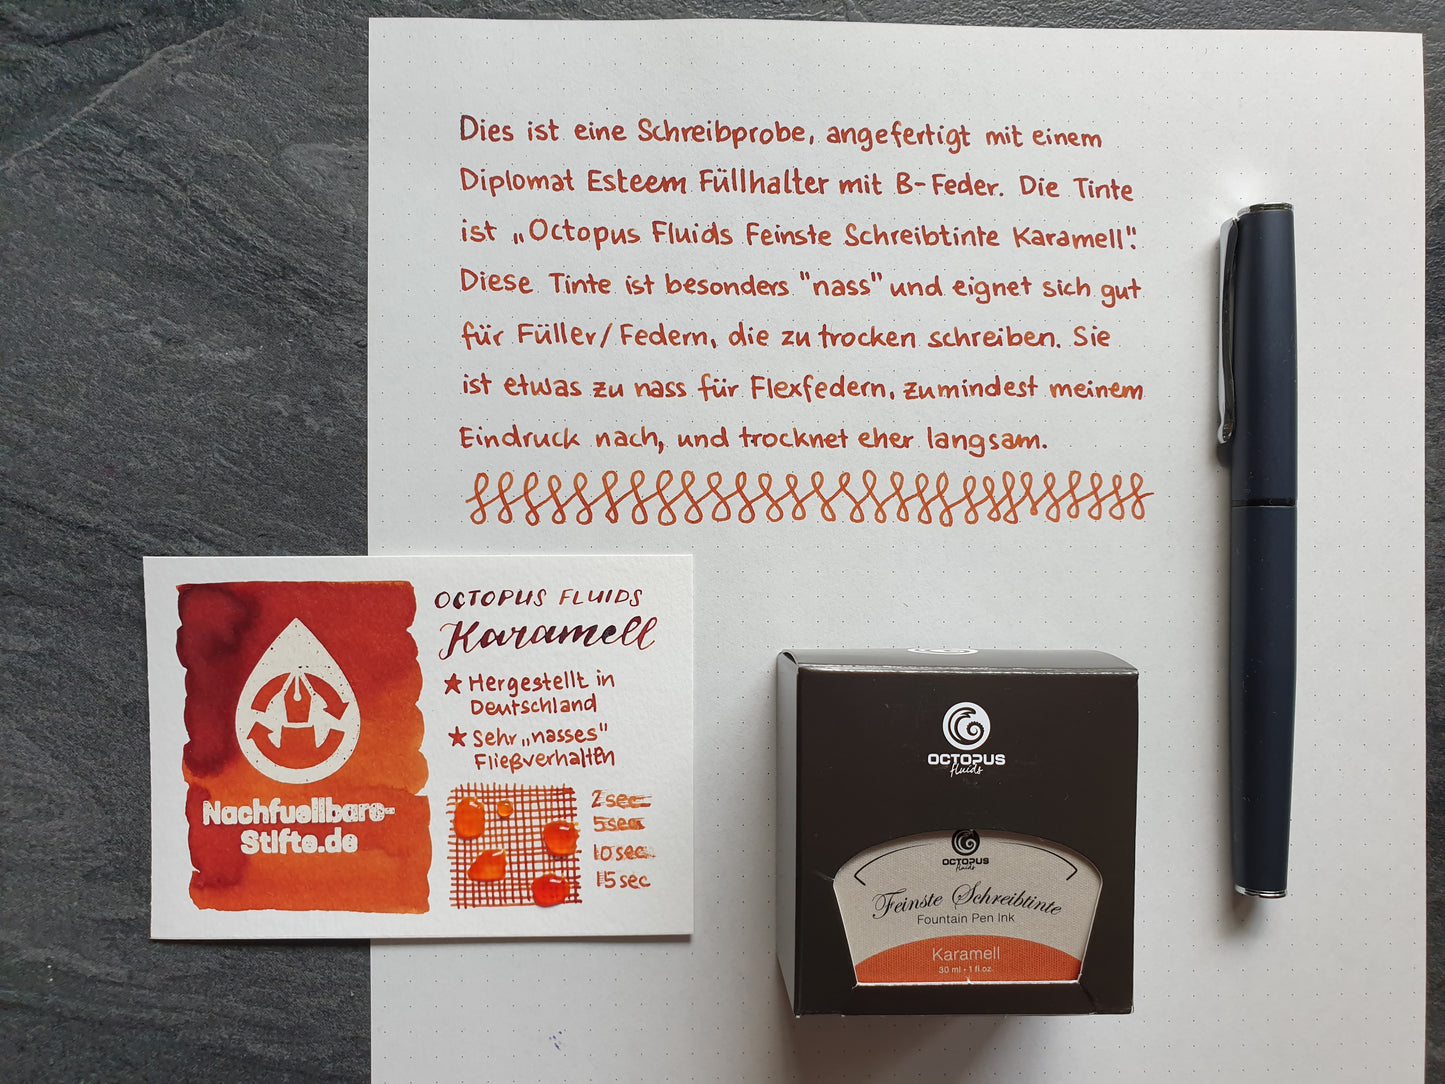 Dies ist eine Schreibprobe, angefertigt mit einem
Diplomat Esteem Füllhalter mit B-Feder. Die Tinte
ist „Octopus Fluids Feinste Schreibtinte Karamell".
Diese Tinte ist besonders "nass" und eignet sich gut
für Füller/Federn, die zu trocken schreiben. Sie
ist etwas zu nass für Flexfedern, zumindest meinem
Eindruck nach, und trocknet eher langsam.
OCTOPUS FLUIDS
Karamell
★ Hergestellt in
Deutschland
★ Sehr „nasses"
Fließverhalten
2 sec
5 sec
10 sec
15 sec
Nachfuellbare-
Stifte.de
OCTOPUS
fluids
OCTOPUS
fluids
Feinste Schreibtinte
Fountain Pen Ink
Karamell
30 ml - 1 fl.oz.